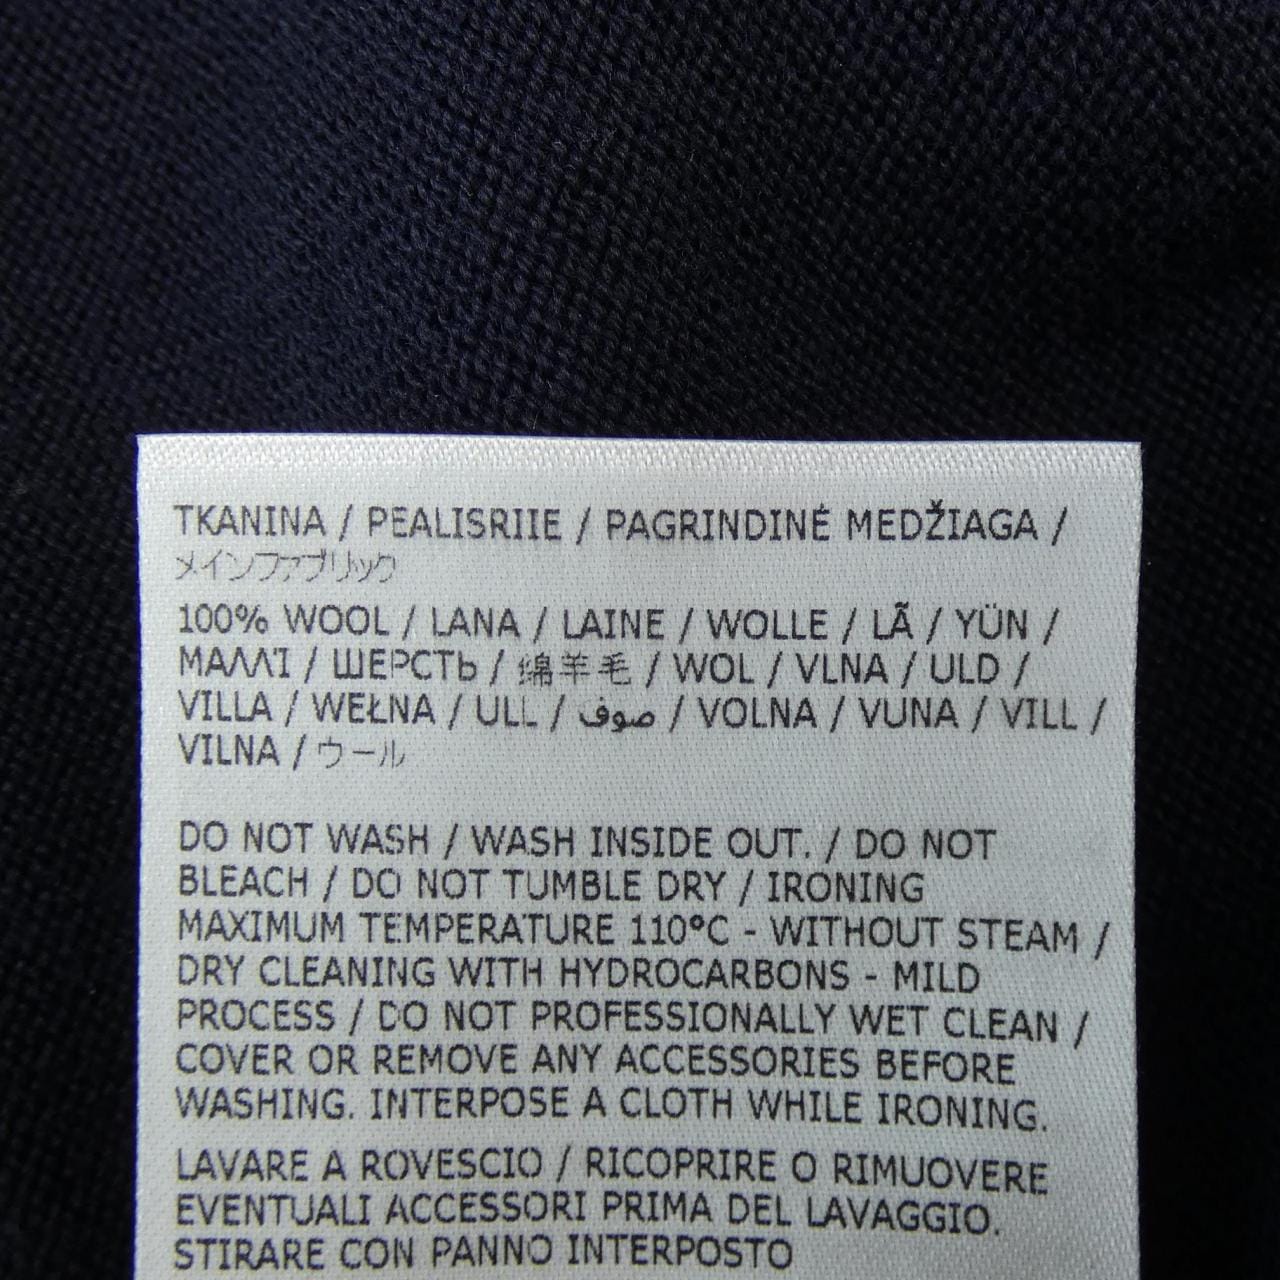 TKANINA / PEALISRIIE / PAGRINDINĖ MEDŽIAGA /
メインファブリック
100% WOOL / LANA / LAINE / WOLLE / LÃ / YÜN /
ΜΑΛΛΊ / ШЕРСТЬ / 绵羊毛 / WOL / VLNA / ULD /
VILLA / WEŁNA / ULL / صوف / VOLNA / VUNA / VILL /
VILNA / ウール
DO NOT WASH / WASH INSIDE OUT. / DO NOT
BLEACH / DO NOT TUMBLE DRY / IRONING
MAXIMUM TEMPERATURE 110°C - WITHOUT STEAM /
DRY CLEANING WITH HYDROCARBONS - MILD
PROCESS / DO NOT PROFESSIONALLY WET CLEAN /
COVER OR REMOVE ANY ACCESSORIES BEFORE
WASHING. INTERPOSE A CLOTH WHILE IRONING.
LAVARE A ROVESCIO / RICOPRIRE O RIMUOVERE
EVENTUALI ACCESSORI PRIMA DEL LAVAGGIO.
STIRARE CON PANNO INTERPOSTO